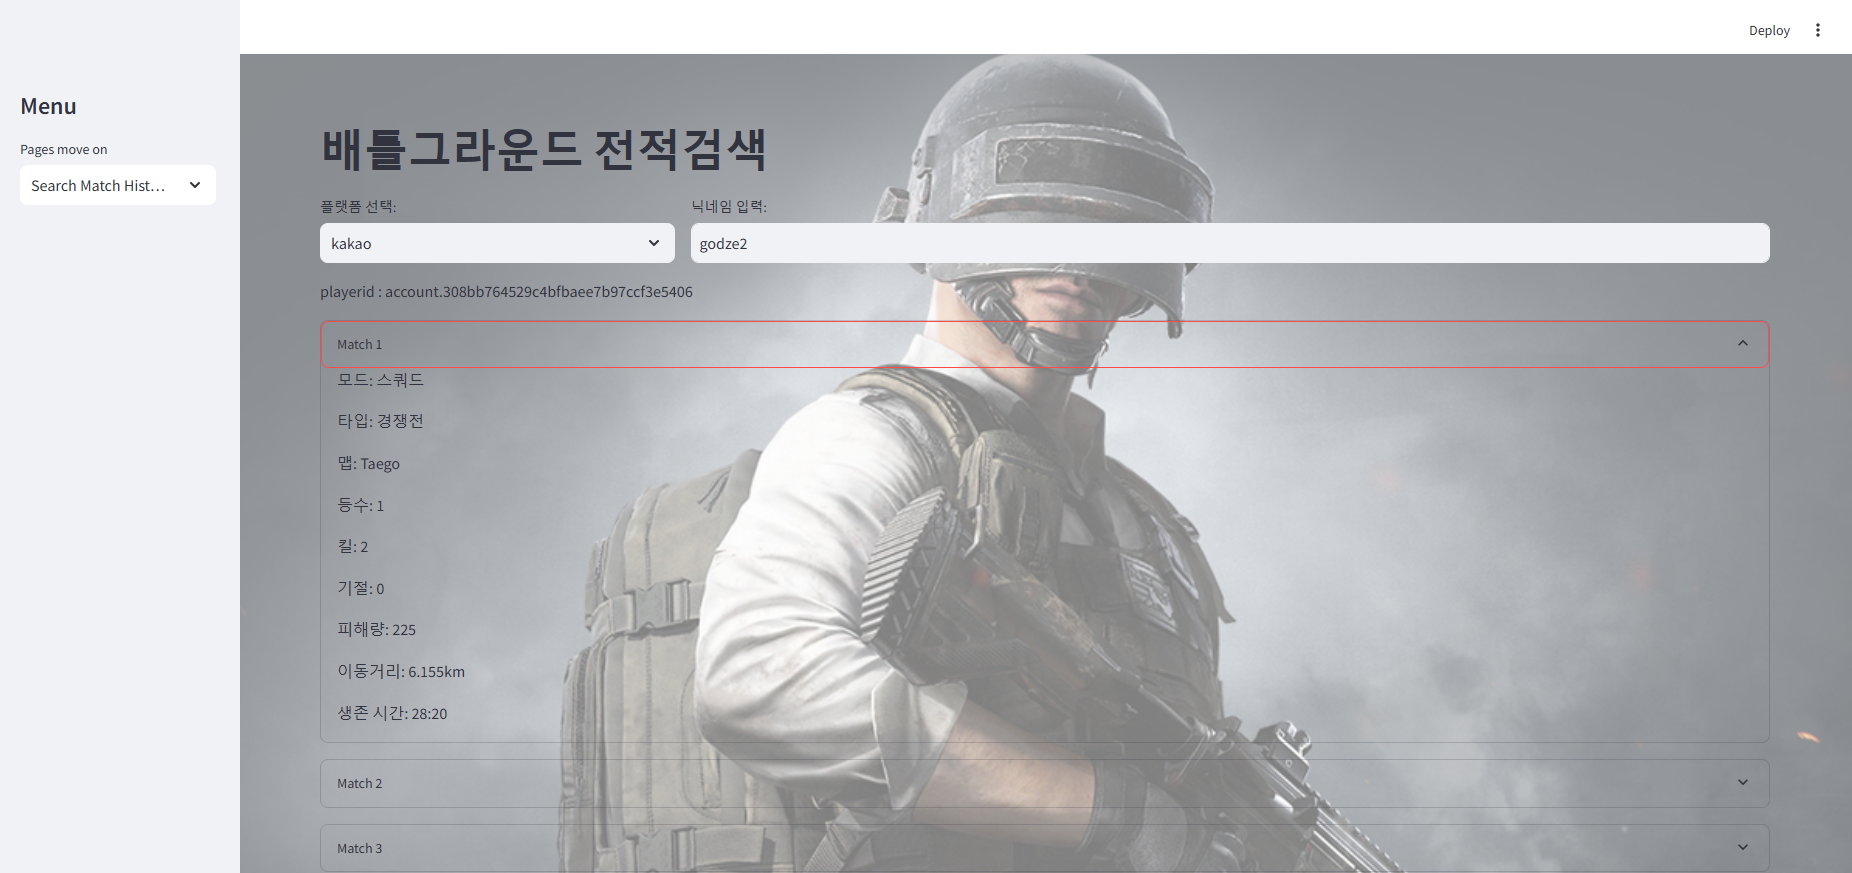 Deploy
Menu
Pages move on
Search Match Hist...
배틀그라운드 전적검색
플랫폼 선택:
닉네임 입력:
kakao
godze2
playerid : account.308bb764529c4bfbaee7b97ccf3e5406
Match 1
모드: 스쿼드
타입: 경쟁전
맵: Taego
등수: 1
킬: 2
기절: 0
피해량: 225
이동거리: 6.155km
생존 시간: 28:20
Match 2
Match 3